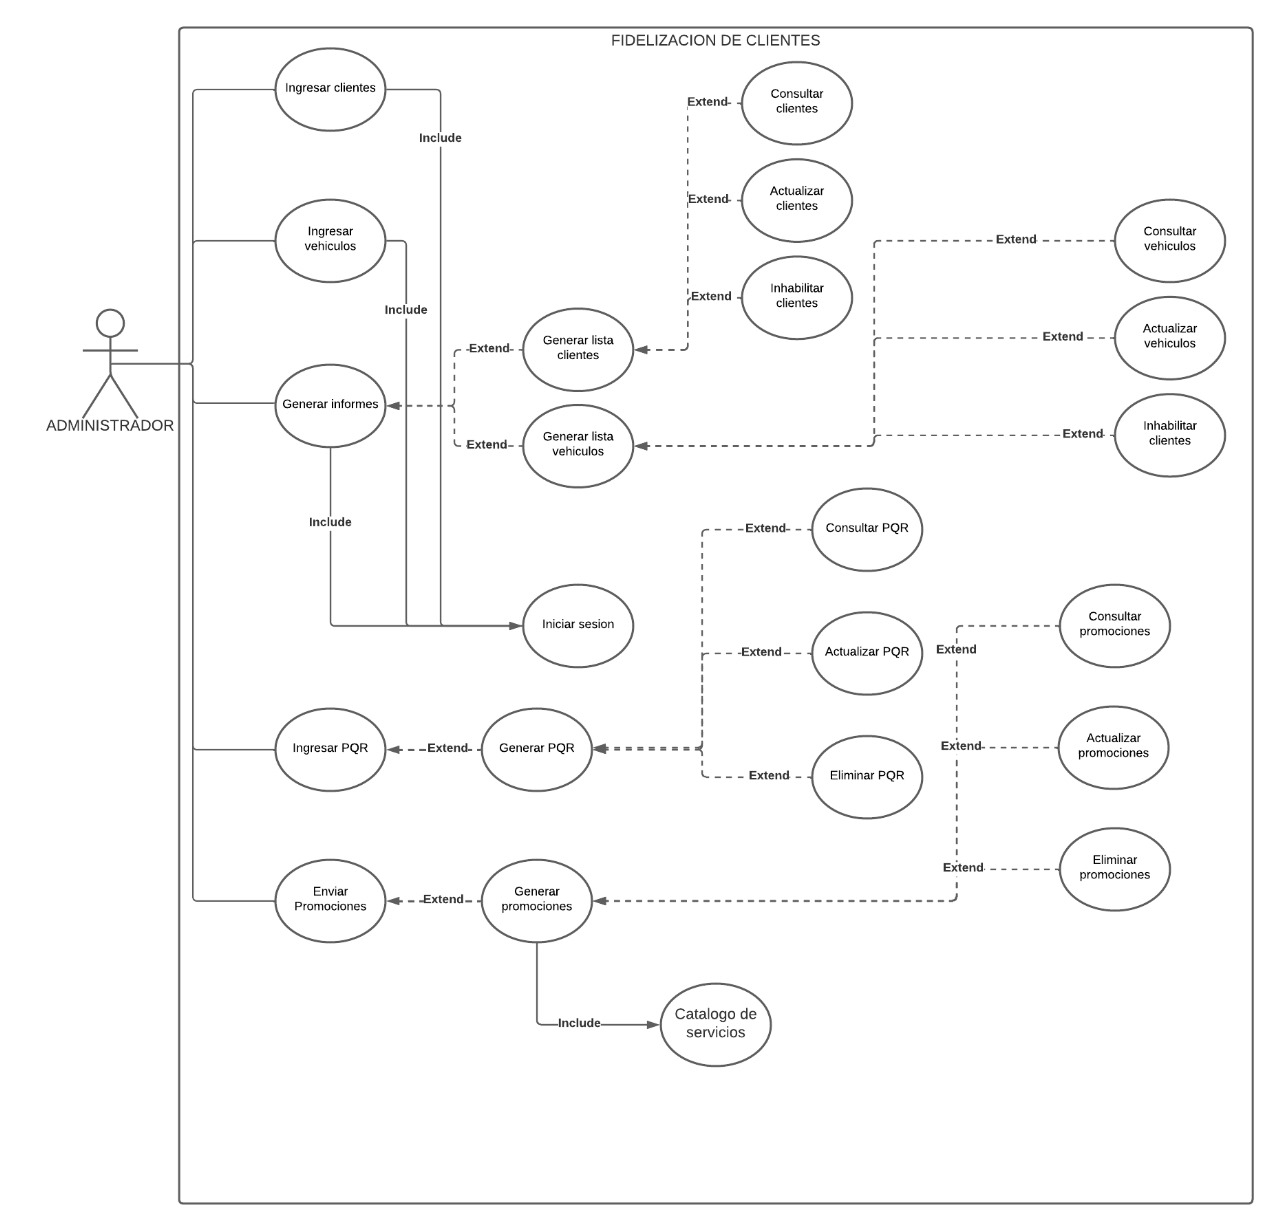 FIDELIZACION DE CLIENTES
Ingresar clientes
Include
Extend
Consultar
clientes
Extend
Actualizar
clientes
Extend
Inhabilitar
clientes
Ingresar
vehiculos
Include
Extend
Consultar
vehiculos
Extend
Actualizar
vehiculos
Extend
Inhabilitar
clientes
ADMINISTRADOR
Generar informes
Extend
Generar lista
clientes
Extend
Generar lista
vehiculos
Include
Iniciar sesion
Extend
Consultar PQR
Extend
Actualizar PQR
Extend
Eliminar PQR
Ingresar PQR
Extend
Generar PQR
Extend
Consultar
promociones
Extend
Actualizar
promociones
Extend
Eliminar
promociones
Enviar
Promociones
Extend
Generar
promociones
Include
Catalogo de
servicios